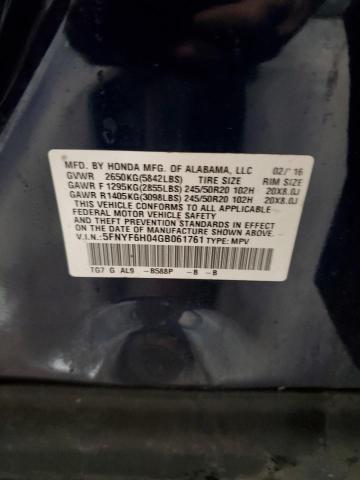 MFD. BY HONDA MFG. OF ALABAMA, LLC 02/ 16
GVWR 2650KG(5842LBS) TIRE SIZE RIM SIZE
GAWR F 1295KG(2855LBS) 245/50R20 102H 20X8.0J
GAWR R1405KG(3098LBS) 245/50R20 102H 20X8.0J
THIS VEHICLE CONFORMS TO ALL APPLICABLE
FEDERAL MOTOR VEHICLE SAFETY
AND THEFT PREVENTION STANDARDS IN EFFECT
ON THE DATE OF MANUFACTURE SHOWN ABOVE.
V.I.N.: 5FNYF6H04GB061761 TYPE: MPV
TG7 G AL9 -B588P -B -B